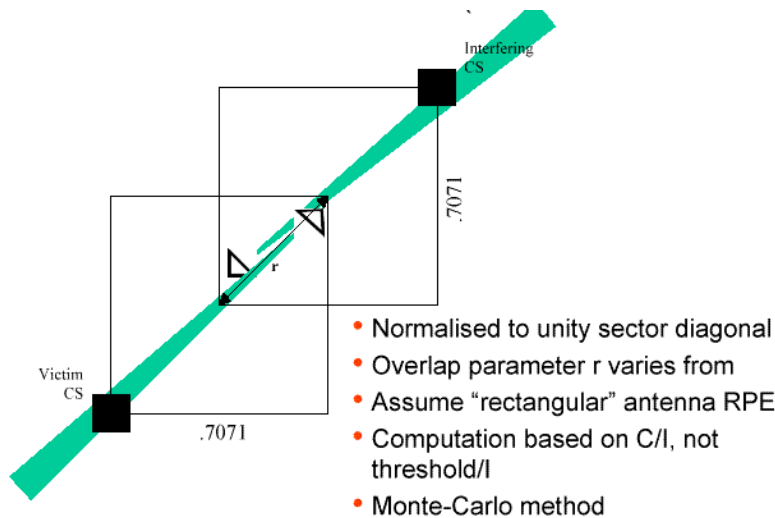 Interfering
CS
.7071
r
Victim
CS
.7071
• Normalised to unity sector diagonal
• Overlap parameter r varies from
• Assume “rectangular” antenna RPE
• Computation based on C/I, not
threshold/I
• Monte-Carlo method